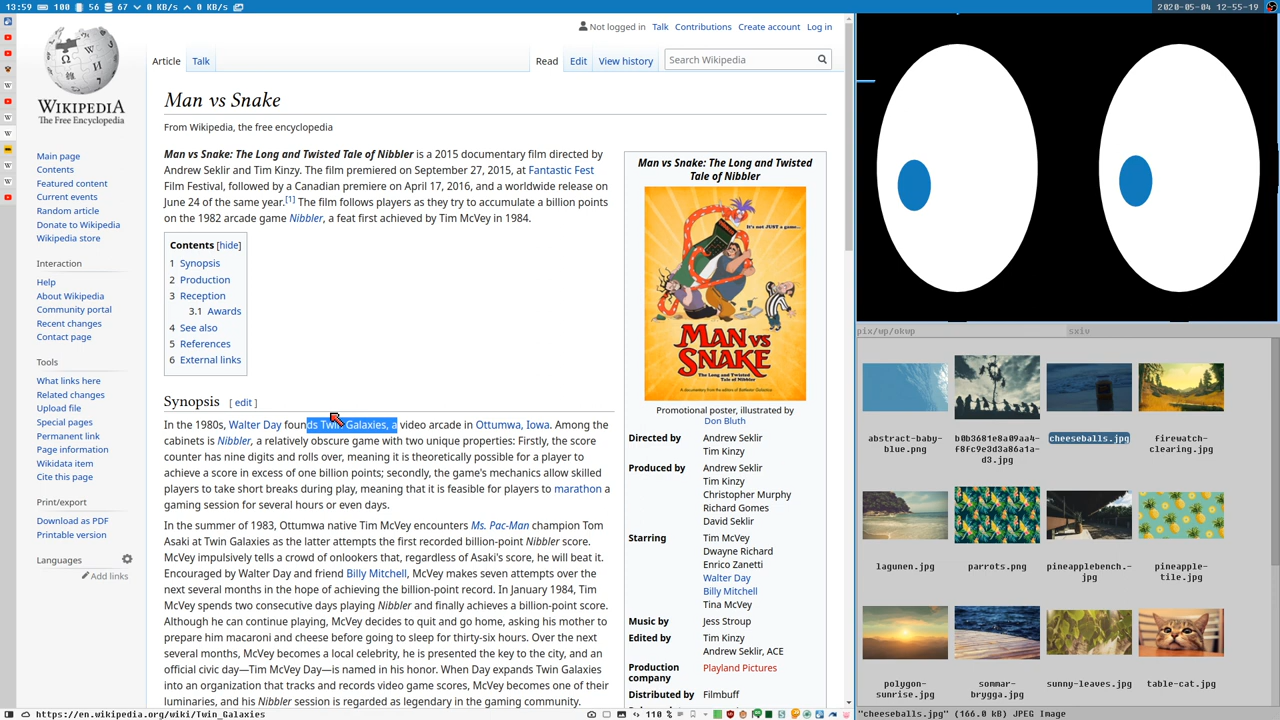 13:59 100 56 67 0 KB/s 0 KB/s
2020-05-04 12-55-19
WIKIPEDIA
The Free Encyclopedia
Main page
Contents
Featured content
Current events
Random article
Donate to Wikipedia
Wikipedia store
Interaction
Help
About Wikipedia
Community portal
Recent changes
Contact page
Tools
What links here
Related changes
Upload file
Special pages
Permanent link
Page information
Wikidata item
Cite this page
Print/export
Download as PDF
Printable version
Languages
Add links
Not logged in Talk Contributions Create account Log in
Article Talk Read Edit View history Search Wikipedia
Man vs Snake
From Wikipedia, the free encyclopedia
Man vs Snake: The Long and Twisted Tale of Nibbler is a 2015 documentary film directed by
Andrew Seklir and Tim Kinzy. The film premiered on September 27, 2015, at Fantastic Fest
Film Festival, followed by a Canadian premiere on April 17, 2016, and a worldwide release on
June 24 of the same year.[1] The film follows players as they try to accumulate a billion points
on the 1982 arcade game Nibbler, a feat first achieved by Tim McVey in 1984.
Contents [hide]
1 Synopsis
2 Production
3 Reception
3.1 Awards
4 See also
5 References
6 External links
Synopsis [ edit ]
In the 1980s, Walter Day founds Twin Galaxies, a video arcade in Ottumwa, Iowa. Among the
cabinets is Nibbler, a relatively obscure game with two unique properties: Firstly, the score
counter has nine digits and rolls over, meaning it is theoretically possible for a player to
achieve a score in excess of one billion points; secondly, the game's mechanics allow skilled
players to take short breaks during play, meaning that it is feasible for players to marathon a
gaming session for several hours or even days.
In the summer of 1983, Ottumwa native Tim McVey encounters Ms. Pac-Man champion Tom
Asaki at Twin Galaxies as the latter attempts the first recorded billion-point Nibbler score.
McVey impulsively tells a crowd of onlookers that, regardless of Asaki's score, he will beat it.
Encouraged by Walter Day and friend Billy Mitchell, McVey makes seven attempts over the
next several months in the hope of achieving the billion-point record. In January 1984, Tim
McVey spends two consecutive days playing Nibbler and finally achieves a billion-point score.
Although he can continue playing, McVey decides to quit and go home, asking his mother to
prepare him macaroni and cheese before going to sleep for thirty-six hours. Over the next
several months, McVey becomes a local celebrity, he is presented the key to the city, and an
official civic day—Tim McVey Day—is named in his honor. When Day expands Twin Galaxies
into an organization that tracks and records video game scores, McVey becomes one of their
luminaries, and his Nibbler session is regarded as legendary in the gaming community.
Man vs Snake: The Long and Twisted
Tale of Nibbler
It's not JUST a game...
MAN
VS
SNAKE
The Long and Twisted
Tale of Nibbler
Promotional poster, illustrated by
Don Bluth
Directed by Andrew Seklir
Tim Kinzy
Produced by Andrew Seklir
Tim Kinzy
Christopher Murphy
Richard Gomes
David Seklir
Starring Tim McVey
Dwayne Richard
Enrico Zanetti
Walter Day
Billy Mitchell
Tina McVey
Music by Jess Stroup
Edited by Tim Kinzy
Andrew Seklir, ACE
Production Playland Pictures
company
Distributed by Filmbuff
pix/wp/okwp sxiv
abstract-baby-
blue.png
b0b3681e8a09aa4-
f8fc9e3d3a86a1a-
d3.jpg
cheeseballs.jpg
firewatch-
clearing.jpg
lagunen.jpg
parrots.png
pineapplebench.-
jpg
pineapple-
tile.jpg
polygon-
sunrise.jpg
sommar-
brygga.jpg
sunny-leaves.jpg
table-cat.jpg
https://en.wikipedia.org/wiki/Twin_Galaxies 110 %
"cheeseballs.jpg" (166.0 kB) JPEG Image